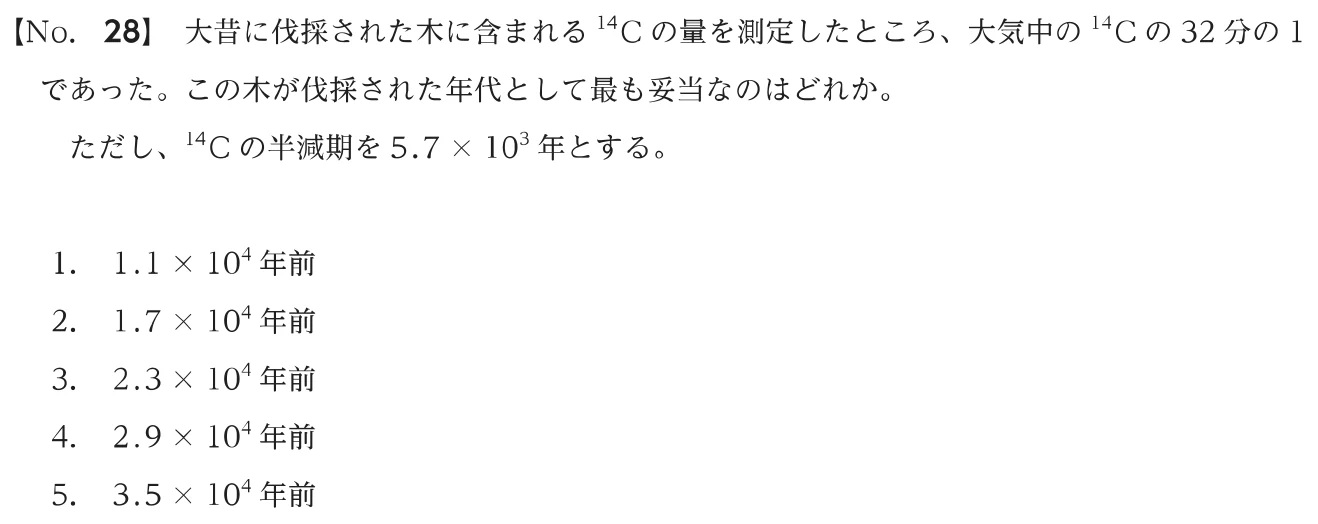 【No. 28】 大昔に伐採された木に含まれる ¹⁴C の量を測定したところ、大気中の ¹⁴C の 32 分の 1
であった。この木が伐採された年代として最も妥当なのはどれか。
ただし、¹⁴C の半減期を 5.7 × 10³ 年とする。
1. 1.1 × 10⁴ 年前
2. 1.7 × 10⁴ 年前
3. 2.3 × 10⁴ 年前
4. 2.9 × 10⁴ 年前
5. 3.5 × 10⁴ 年前